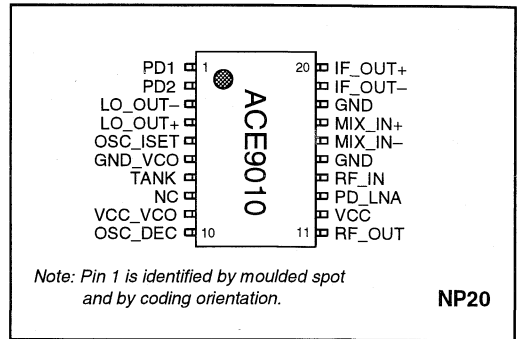 PD1 1 20 IF_OUT+
PD2 IF_OUT–
LO_OUT– GND
LO_OUT+ MIX_IN+
OSC_ISET MIX_IN–
GND_VCO GND
TANK RF_IN
NC PD_LNA
VCC_VCO VCC
OSC_DEC 10 11 RF_OUT
ACE9010
Note: Pin 1 is identified by moulded spot
and by coding orientation.
NP20